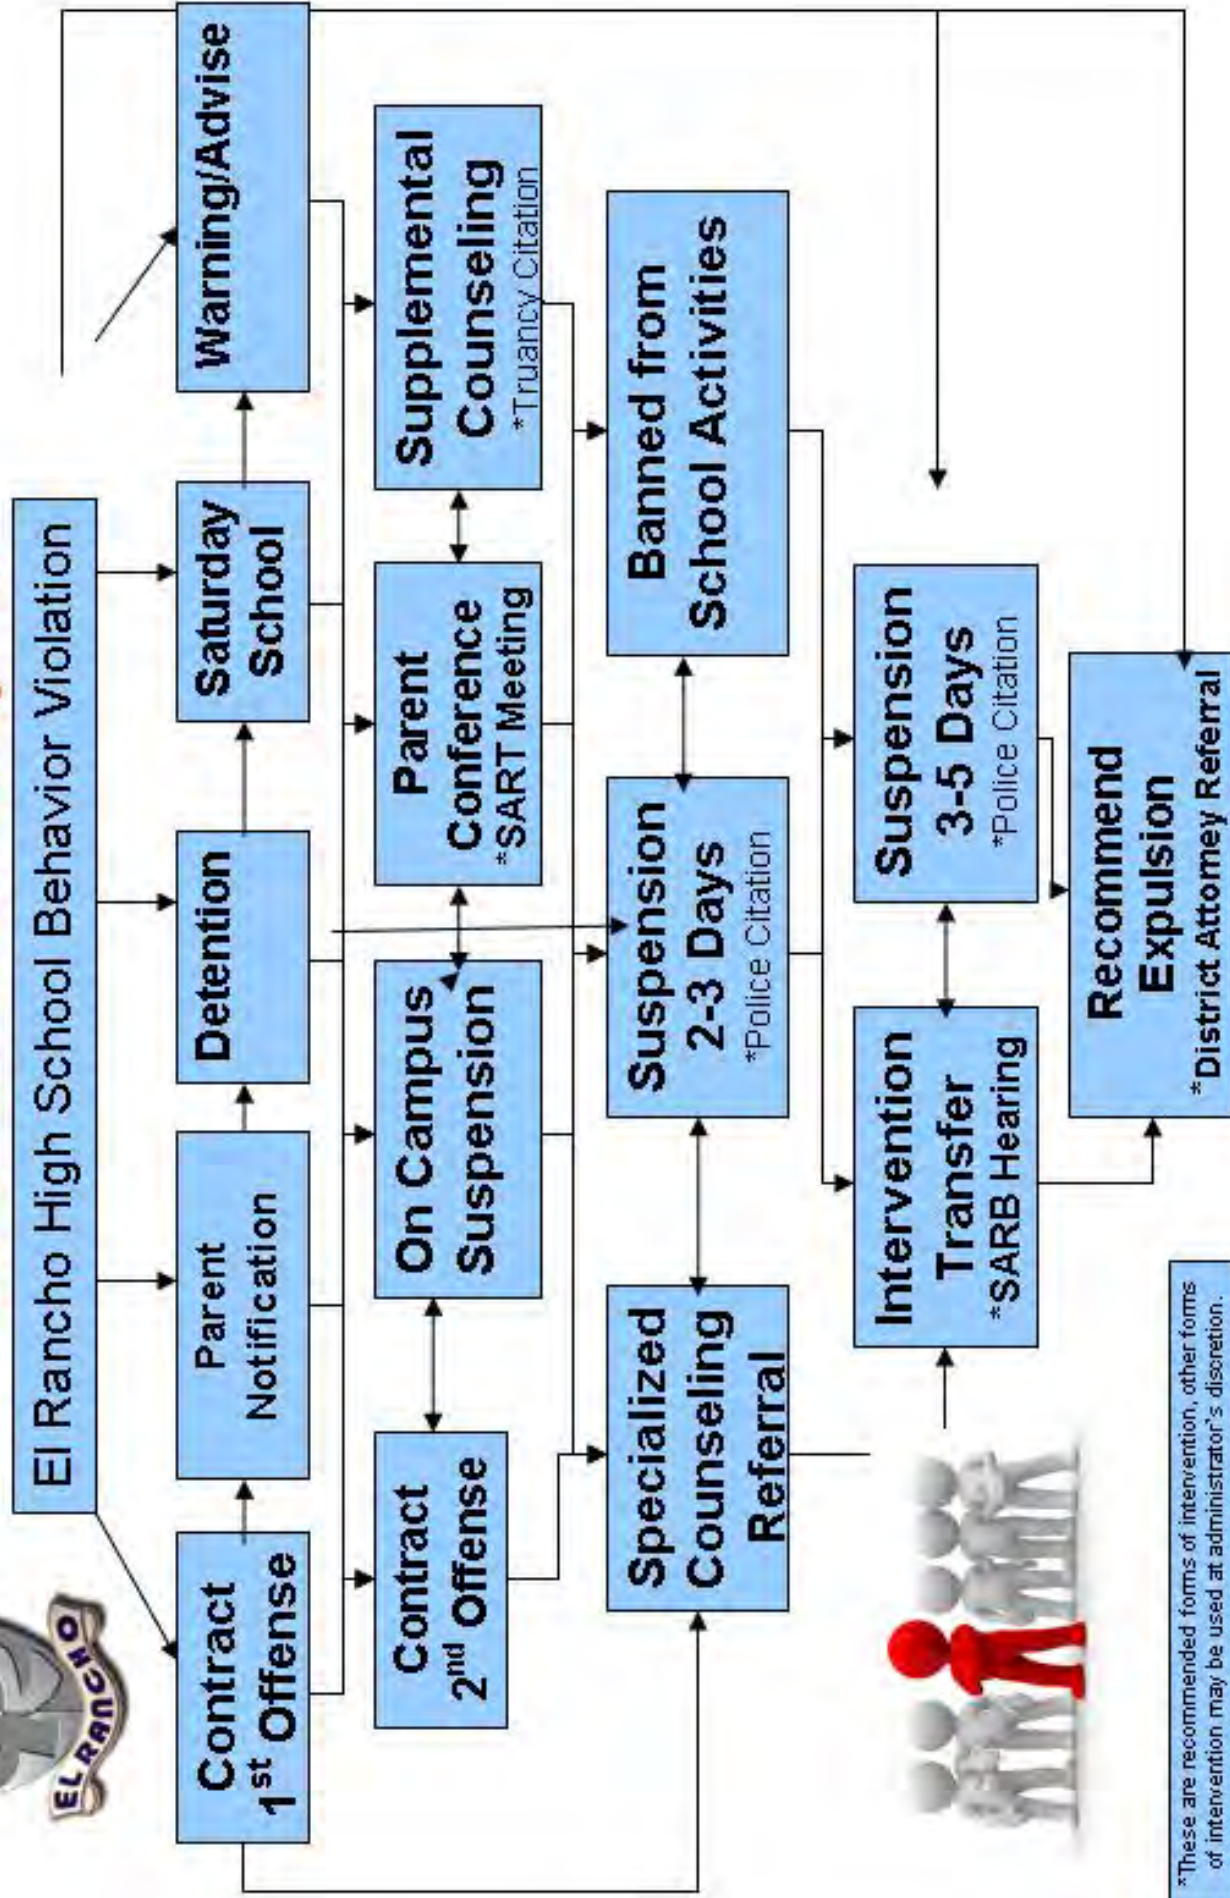 EL RANCHO
El Rancho High School Behavior Violation
Contract
1st Offense
Parent
Notification
Detention
Saturday
School
Warning/Advise
Contract
2nd Offense
On Campus
Suspension
Parent
Conference
*SART Meeting
Supplemental
Counseling
*Truancy Citation
Specialized
Counseling
Referral
Suspension
2-3 Days
*Police Citation
Banned from
School Activities
Intervention
Transfer
*SARB Hearing
Suspension
3-5 Days
*Police Citation
Recommend
Expulsion
*District Attorney Referral
*These are recommended forms of intervention, other forms
of intervention may be used at administrator's discretion.